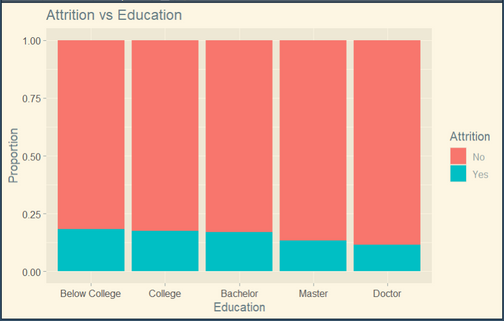 Attrition vs Education
1.00
0.75
0.50
0.25
0.00
Proportion
Below College
College
Bachelor
Master
Doctor
Education
Attrition
No
Yes